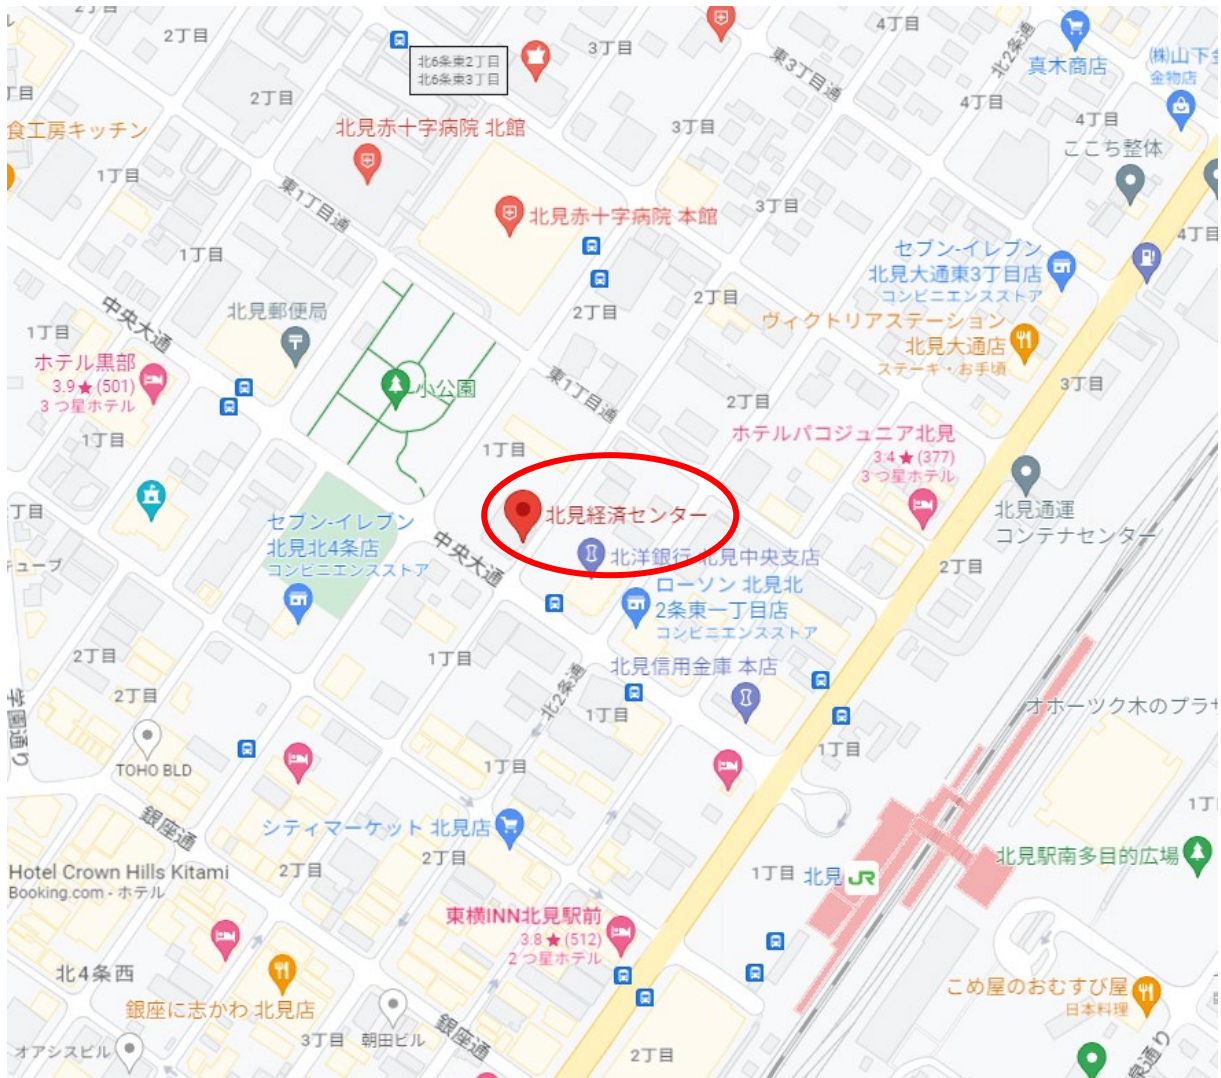 2丁目
2丁目
3丁目
4丁目
北2条通
真木商店
(株)山下金
金物店
北6条東2丁目
北6条東3丁目
東3丁目通
丁目
2丁目
4丁目
4丁目
食工房キッチン
北見赤十字病院 北館
3丁目
ここち整体
1丁目
東1丁目通
北見赤十字病院 本館
3丁目
4丁目
1丁目
セブン-イレブン
北見大通東3丁目店
コンビニエンスストア
中央大通
北見郵便局
2丁目
2丁目
ヴィクトリアステーション
北見大通店
ステーキ・お手頃
1丁目
ホテル黒部
3.9★(501)
3 つ星ホテル
小公園
東1丁目通
3丁目
2丁目
1丁目
1丁目
ホテルパコジュニア北見
3.4★(377)
3 つ星ホテル
丁目
セブン-イレブン
北見北4条店
コンビニエンスストア
中央大通
北見経済センター
北見通運
コンテナセンター
キューブ
北洋銀行 北見中央支店
2丁目
ローソン 北見北
2条東一丁目店
コンビニエンスストア
2丁目
1丁目
北見信用金庫 本店
学園通り
2丁目
北2条通
1丁目
オホーツク木のプラザ
TOHO BLD
1丁目
1丁目
銀座通
シティマーケット 北見店
1丁
Hotel Crown Hills Kitami
Booking.com - ホテル
2丁目
2丁目
1丁目
北見
JR
北見駅南多目的広場
東横INN北見駅前
3.8★(512)
2 つ星ホテル
北4条西
銀座に志かわ 北見店
こめ屋のおむすび屋
日本料理
オアシスビル
3丁目
朝田ビル
銀座通
2丁目
泉通り